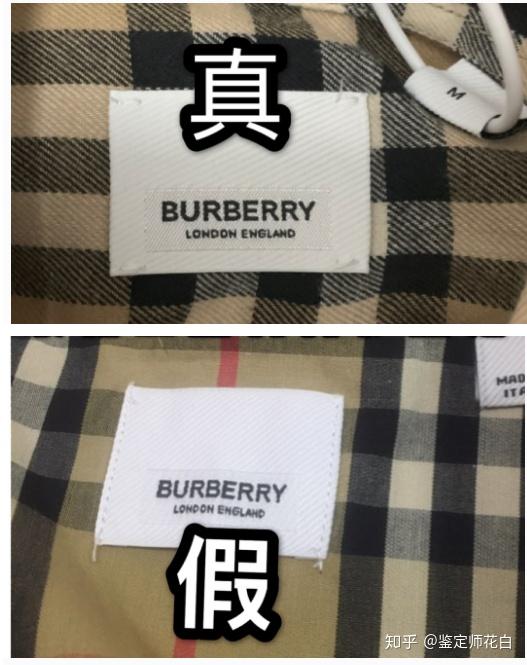 真
M
BURBERRY
LONDON ENGLAND
MAD
ITA
BURBERRY
LONDON ENGLAND
假
知乎 @鉴定师花白